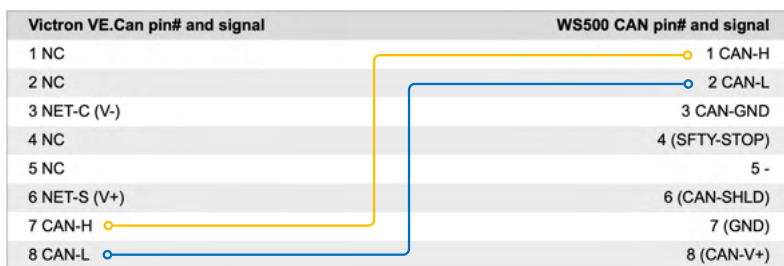 Victron VE.Can pin# and signal WS500 CAN pin# and signal
1 NC 1 CAN-H
2 NC 2 CAN-L
3 NET-C (V-) 3 CAN-GND
4 NC 4 (SFTY-STOP)
5 NC 5 -
6 NET-S (V+) 6 (CAN-SHLD)
7 CAN-H 7 (GND)
8 CAN-L 8 (CAN-V+)